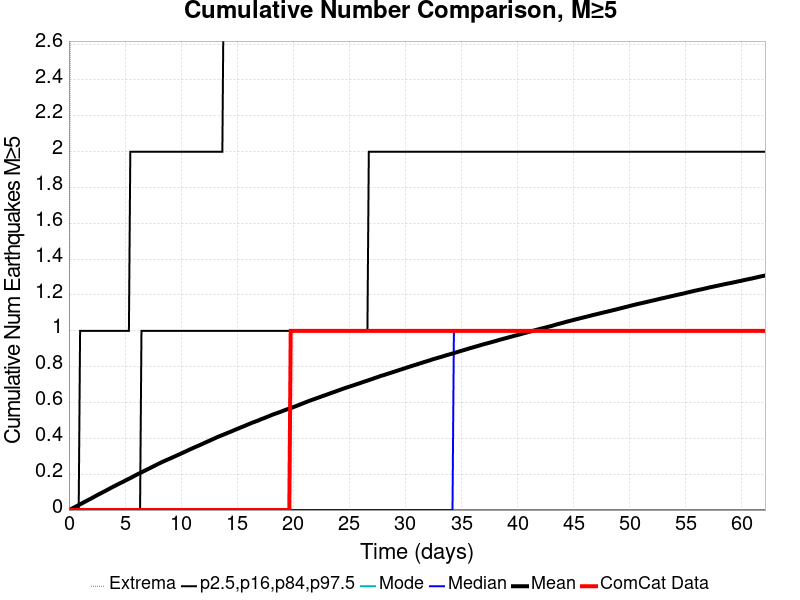 Cumulative Number Comparison, M≥5
Cumulative Num Earthquakes M≥5
2.6
2.4
2.2
2
1.8
1.6
1.4
1.2
1
0.8
0.6
0.4
0.2
0
0 5 10 15 20 25 30 35 40 45 50 55 60
Time (days)
Extrema p2.5,p16,p84,p97.5 Mode Median Mean ComCat Data